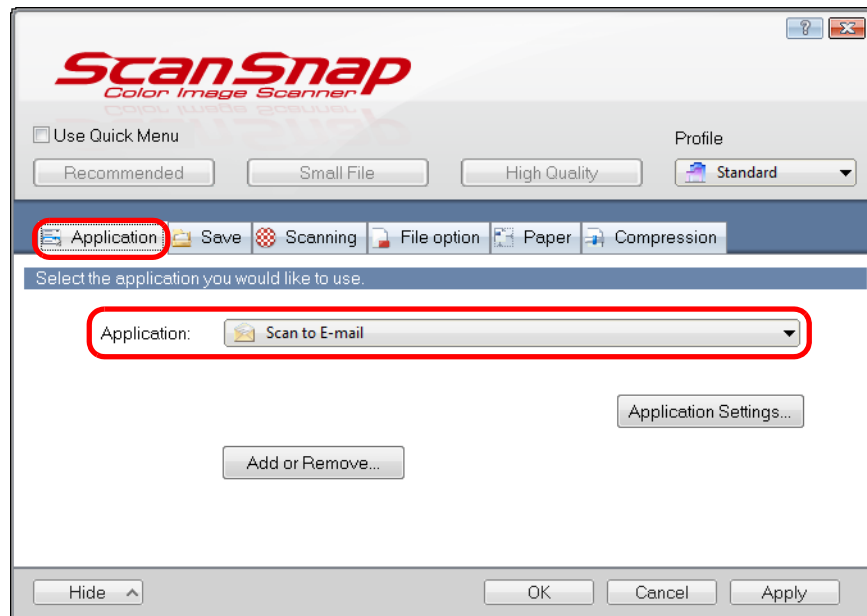 ScanSnap
Color Image Scanner
Use Quick Menu
Profile
Recommended Small File High Quality Standard
Application Save Scanning File option Paper Compression
Select the application you would like to use.
Application: Scan to E-mail
Application Settings...
Add or Remove...
Hide OK Cancel Apply